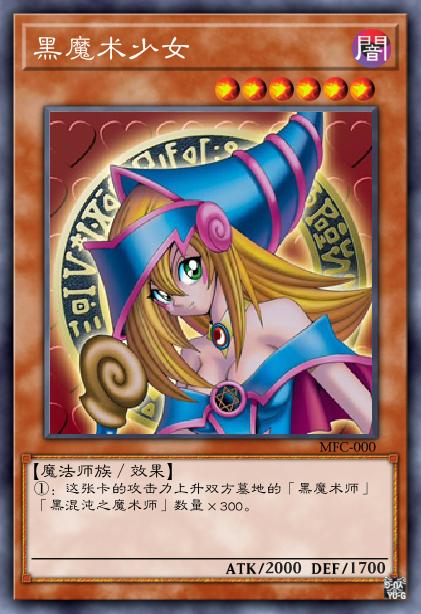 黑魔术少女
闇
MFC-000
【魔法师族／效果】
①：这张卡的攻击力上升双方墓地的「黑魔术师」
「黑混沌之魔术师」数量×300。
ATK/2000 DEF/1700